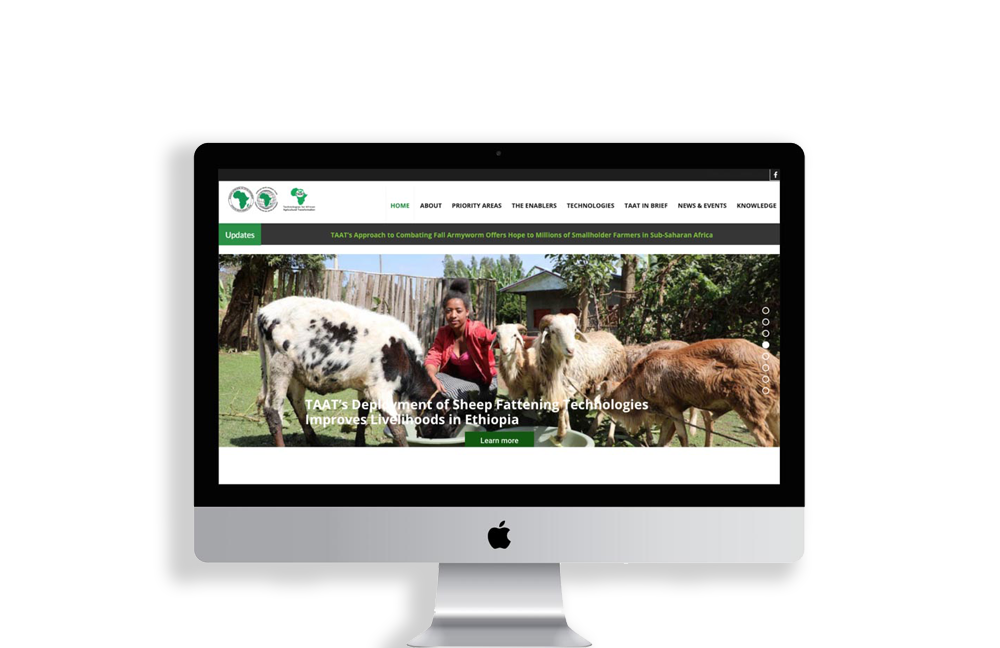 f
HOME ABOUT PRIORITY AREAS THE ENABLERS TECHNOLOGIES TAAT IN BRIEF NEWS & EVENTS KNOWLEDGE
Updates
TAAT's Approach to Combating Fall Armyworm Offers Hope to Millions of Smallholder Farmers in Sub-Saharan Africa
TAAT's Deployment of Sheep Fattening Technologies
Improves Livelihoods in Ethiopia
Learn more